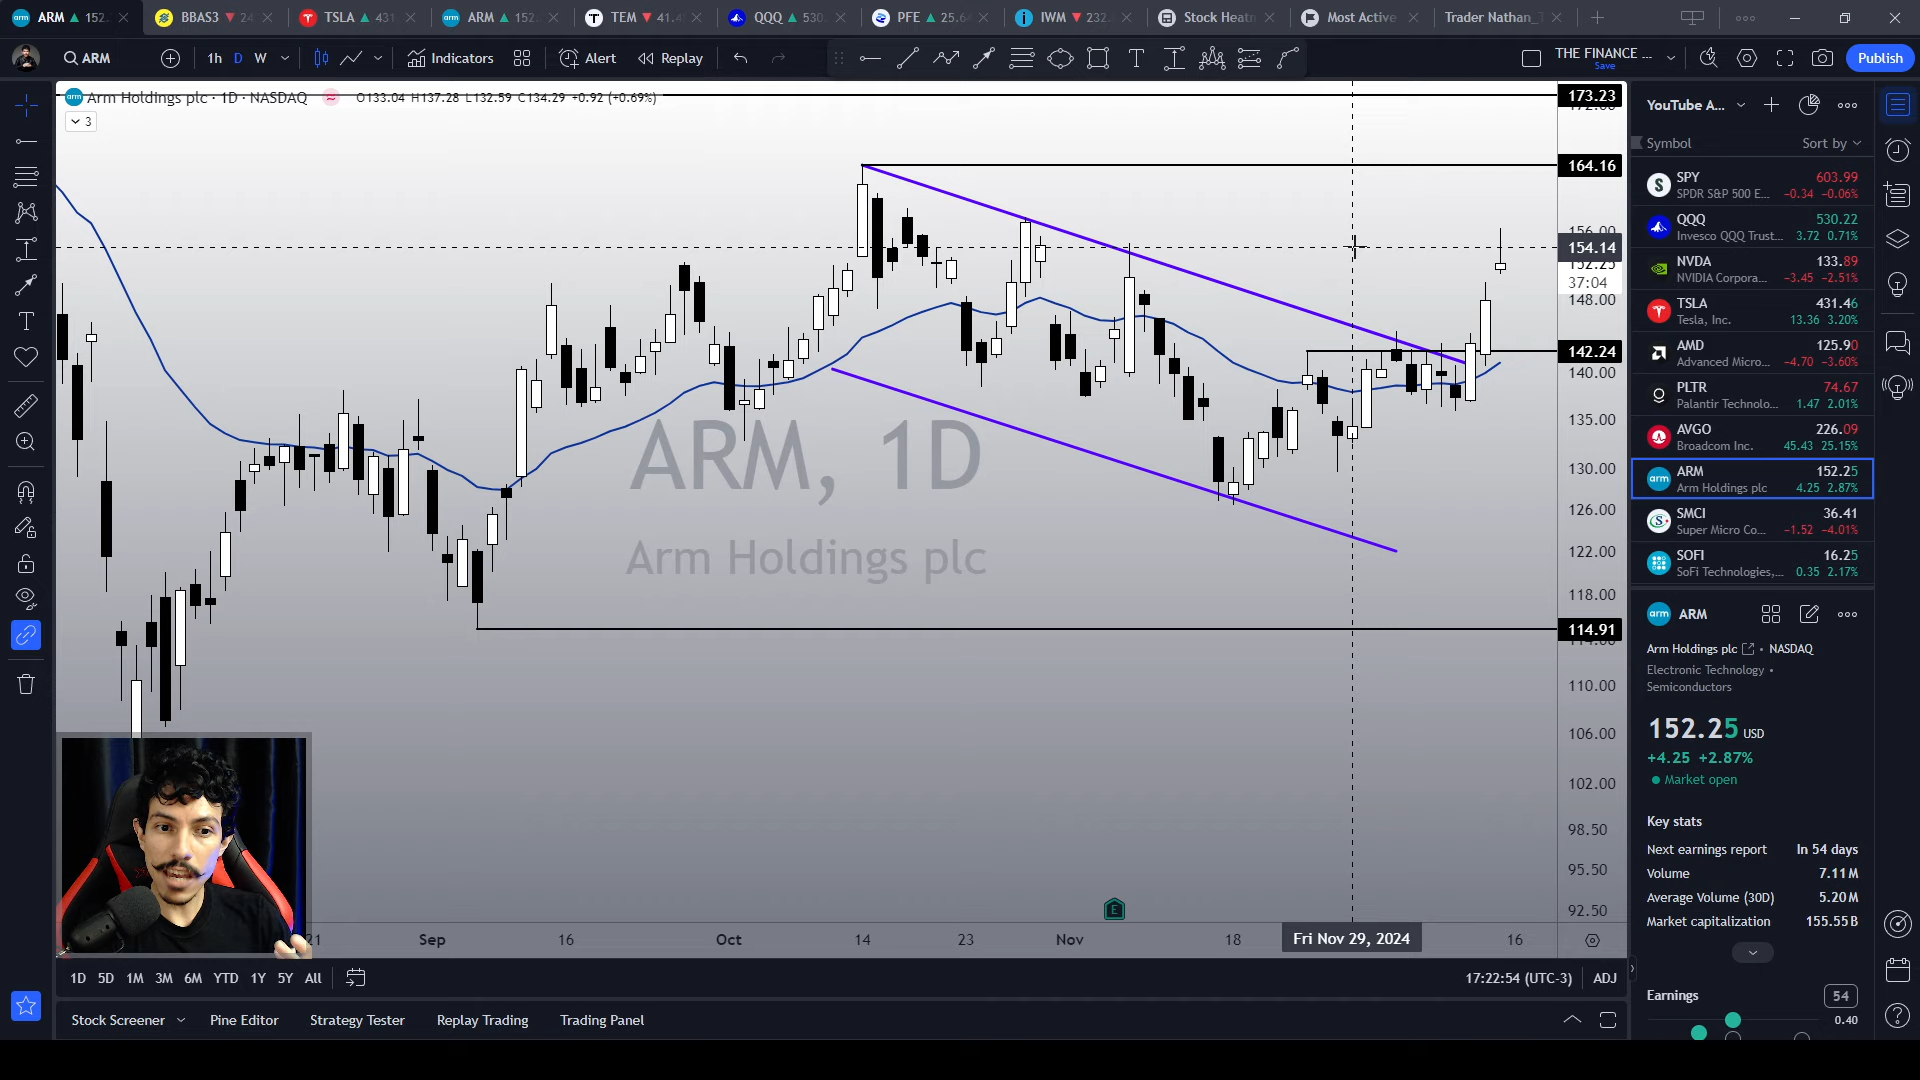 ARM ▲ 152.
BBAS3 ▼ 24
TSLA ▲ 431
ARM ▲ 152.
TEM ▼ 41.4
QQQ ▲ 530.
PFE ▲ 25.6
IWM ▼ 232.
Stock Heatm
Most Active
Trader Nathan_
ARM
1h D W
Indicators
Alert
Replay
THE FINANCE ...
Save
Publish
Arm Holdings plc · 1D · NASDAQ O133.04 H137.28 L132.59 C134.29 +0.92 (+0.69%)
3
173.23
172.00
164.16
156.00
154.14
152.25
37:04
148.00
142.24
140.00
135.00
130.00
126.00
122.00
118.00
114.91
110.00
106.00
102.00
98.50
95.50
92.50
ARM, 1D
Arm Holdings plc
E
21 Sep 16 Oct 14 23 Nov 18 Fri Nov 29, 2024 16
1D 5D 1M 3M 6M YTD 1Y 5Y All
17:22:54 (UTC-3) ADJ
Stock Screener Pine Editor Strategy Tester Replay Trading Trading Panel
YouTube A...
Symbol Sort by
SPY 603.99
SPDR S&P 500 E... −0.34 −0.06%
QQQ 530.22
Invesco QQQ Trust... 3.72 0.71%
NVDA 133.89
NVIDIA Corpora... −3.45 −2.51%
TSLA 431.46
Tesla, Inc. 13.36 3.20%
AMD 125.90
Advanced Micro... −4.70 −3.60%
PLTR 74.67
Palantir Technolo... 1.47 2.01%
AVGO 226.09
Broadcom Inc. 45.43 25.15%
arm ARM 152.25
Arm Holdings plc 4.25 2.87%
SMCI 36.41
Super Micro Co... −1.52 −4.01%
SOFI 16.25
SoFi Technologies,... 0.35 2.17%
arm ARM
Arm Holdings plc • NASDAQ
Electronic Technology •
Semiconductors
152.25 USD
+4.25 +2.87%
Market open
Key stats
Next earnings report In 54 days
Volume 7.11M
Average Volume (30D) 5.20M
Market capitalization 155.55B
Earnings 54
0.40